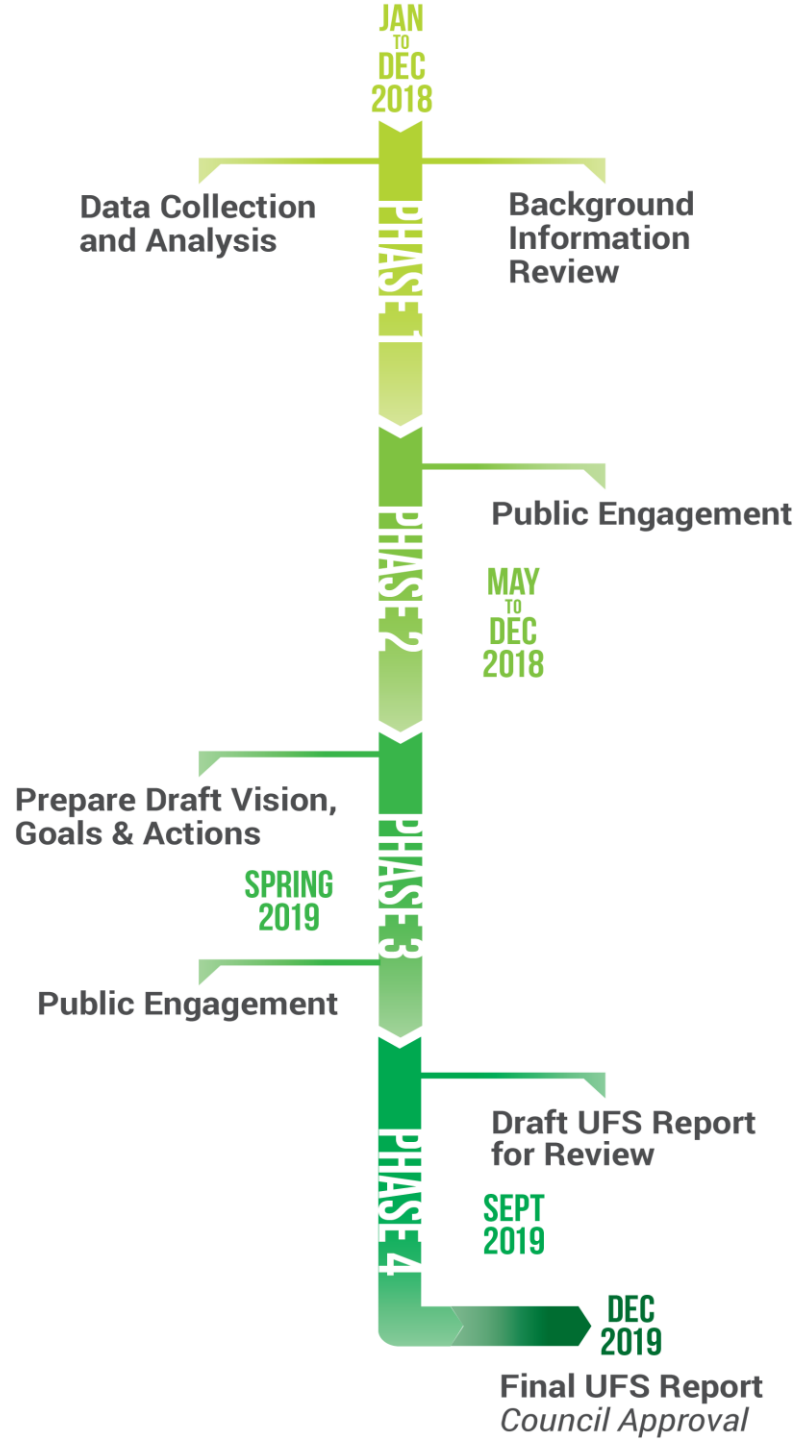 JAN
TO
DEC
2018
Data Collection
and Analysis
Background
Information
Review
PHASE 1
Public Engagement
PHASE 2
MAY
TO
DEC
2018
Prepare Draft Vision,
Goals & Actions
SPRING
2019
PHASE 3
Public Engagement
Draft UFS Report
for Review
PHASE 4
SEPT
2019
DEC
2019
Final UFS Report
Council Approval